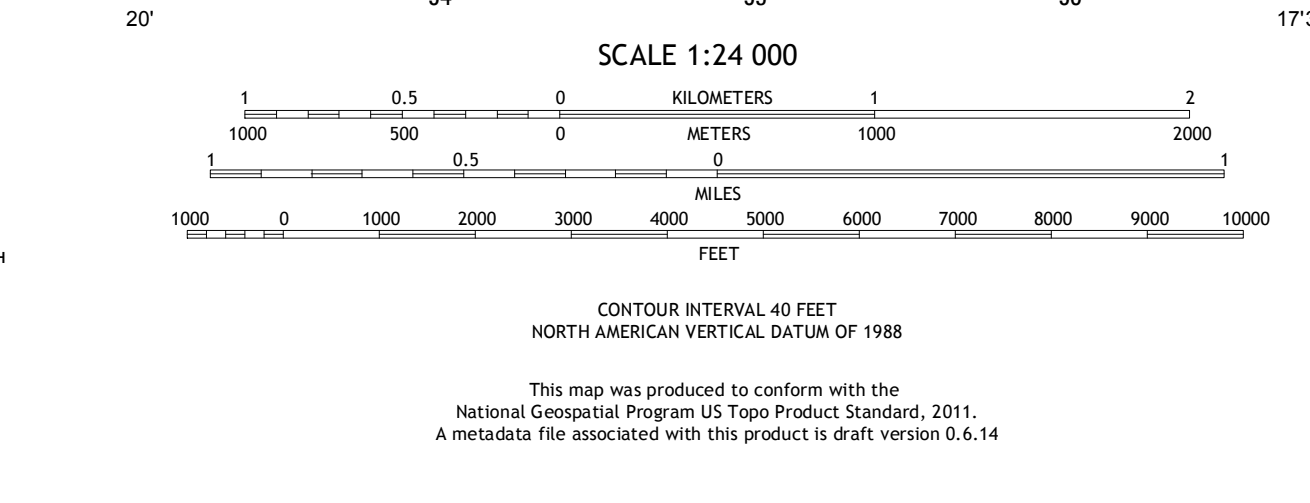 20' 17'3
SCALE 1:24 000
1 0.5 0 KILOMETERS 1 2
1000 500 0 METERS 1000 2000
1 0.5 0 1
MILES
1000 0 1000 2000 3000 4000 5000 6000 7000 8000 9000 10000
FEET
CONTOUR INTERVAL 40 FEET
NORTH AMERICAN VERTICAL DATUM OF 1988
This map was produced to conform with the
National Geospatial Program US Topo Product Standard, 2011.
A metadata file associated with this product is draft version 0.6.14